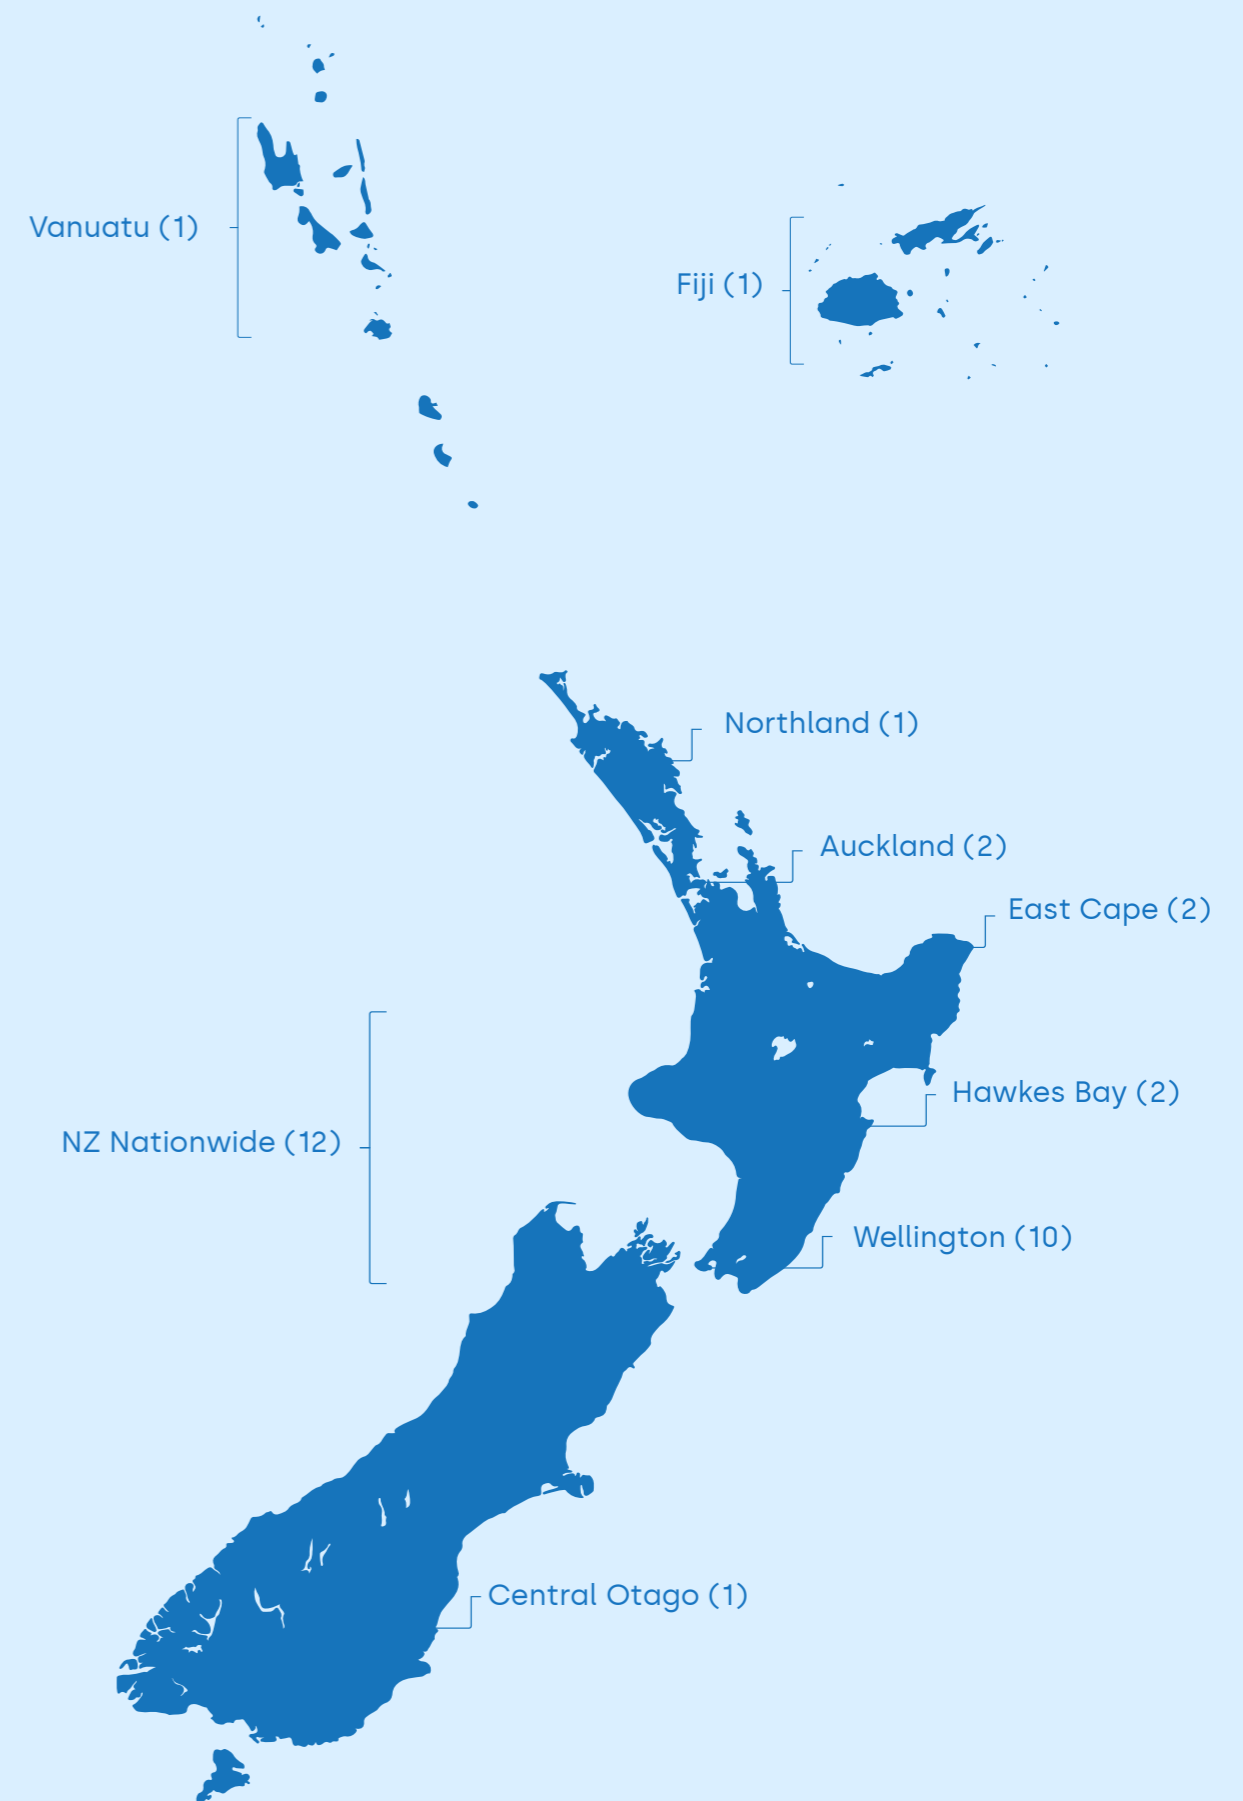 Vanuatu (1)
Fiji (1)
Northland (1)
Auckland (2)
East Cape (2)
Hawkes Bay (2)
NZ Nationwide (12)
Wellington (10)
Central Otago (1)